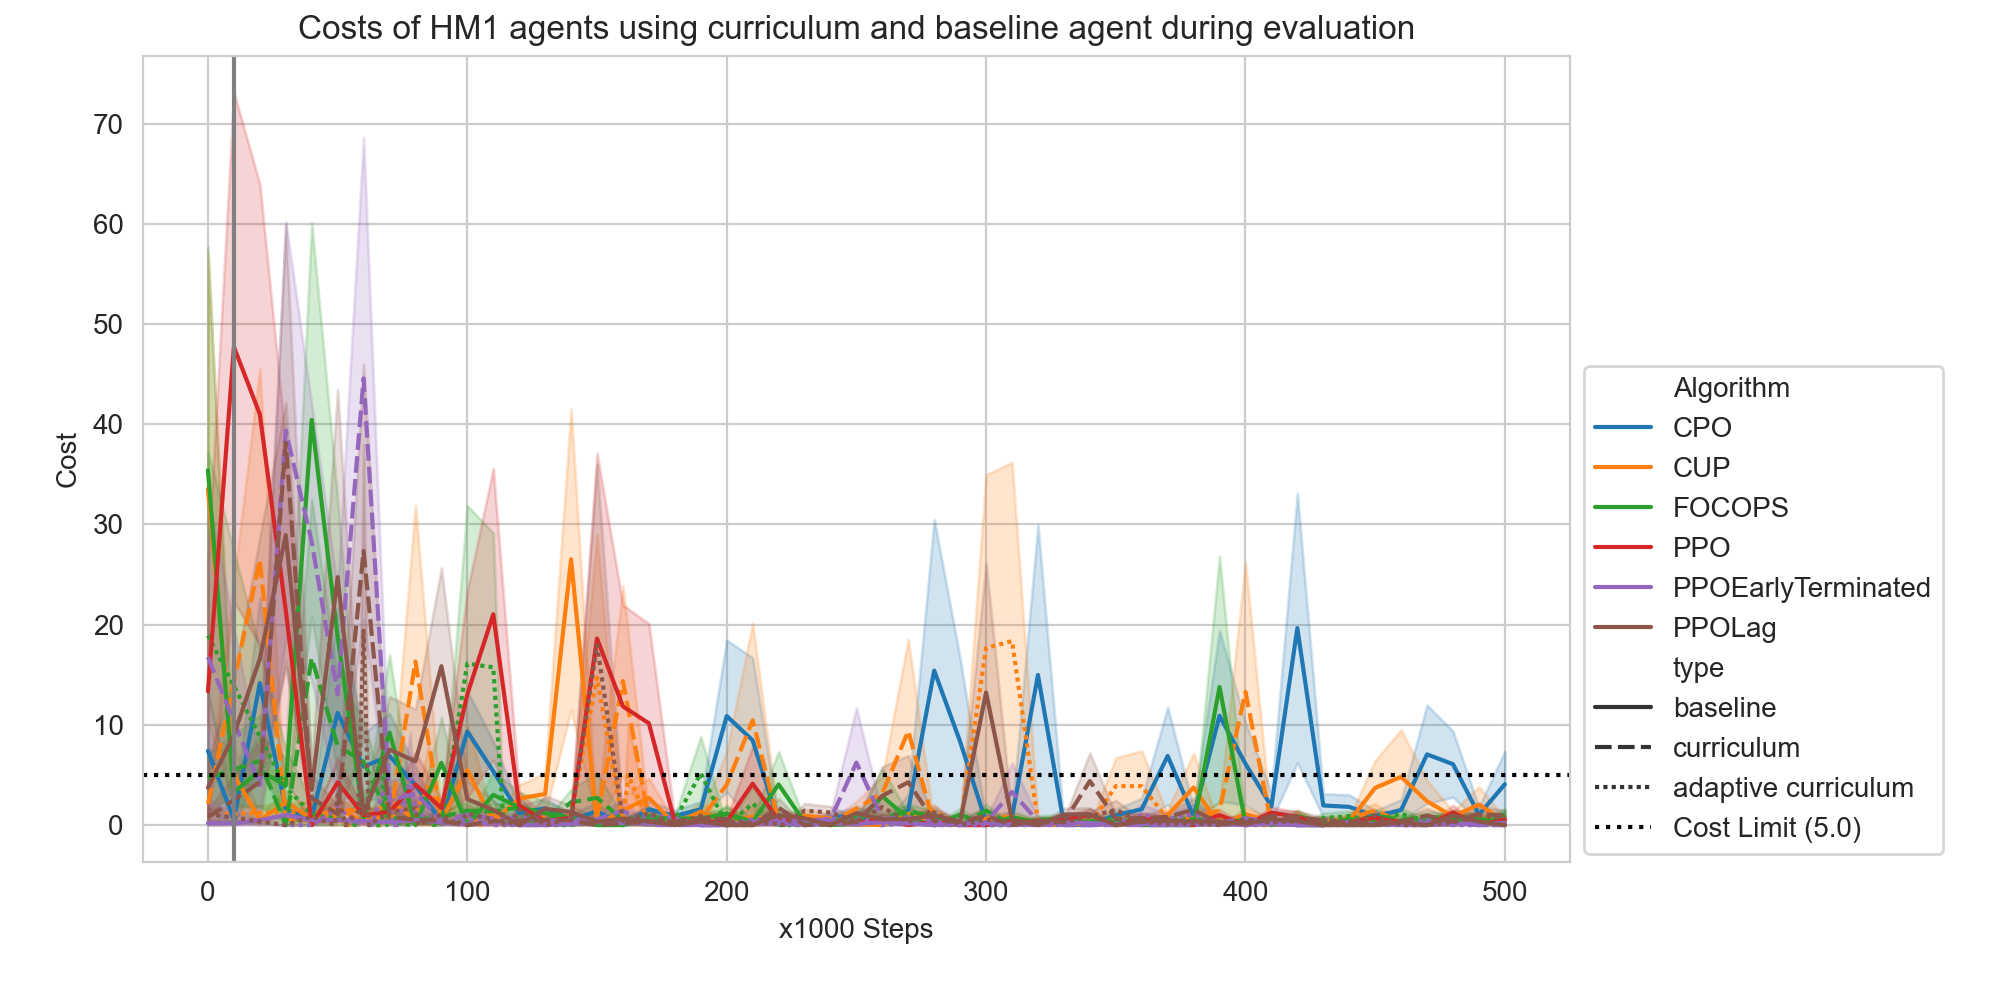 Costs of HM1 agents using curriculum and baseline agent during evaluation
70
60
50
40
30
20
10
0
Cost
0 100 200 300 400 500
x1000 Steps
Algorithm
CPO
CUP
FOCOPS
PPO
PPOEarlyTerminated
PPOLag
type
baseline
curriculum
adaptive curriculum
Cost Limit (5.0)